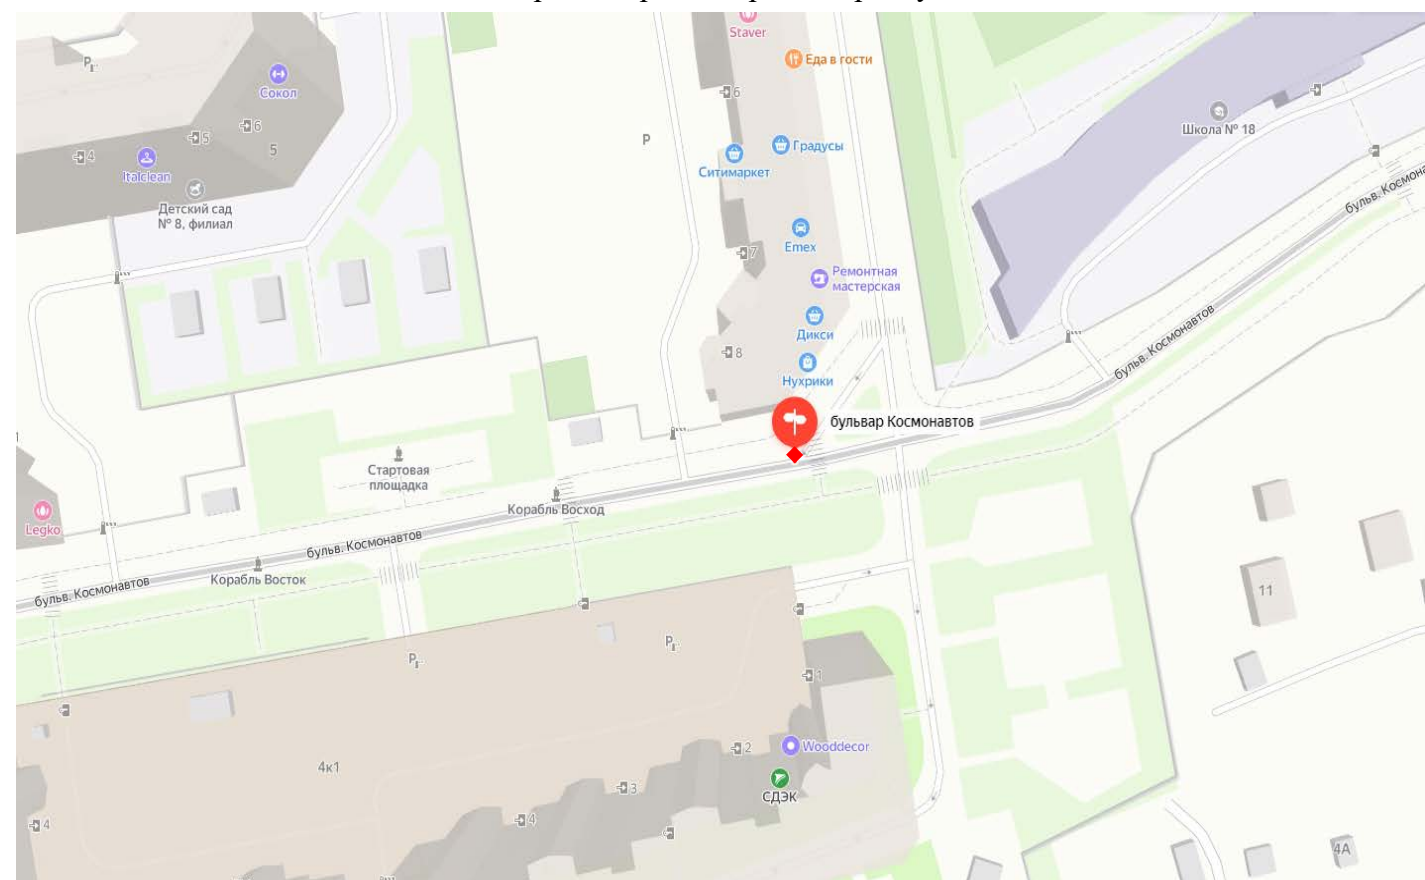 Staver
Еда в гости
P
Сокол
6
6
5
5
4
Italclean
P
Градусы
Ситимаркет
Школа № 18
Детский сад
№ 8, филиал
бульв. Космона
Emex
7
Ремонтная
мастерская
Дикси
бульв. Космонавтов
8
Нухрики
бульвар Космонавтов
Стартовая
площадка
Корабль Восход
Legko
бульв. Космонавтов
Корабль Восток
бульв. Космонавтов
11
P
P
1
4к1
2
Wooddecor
3
СДЭК
4
4
4А